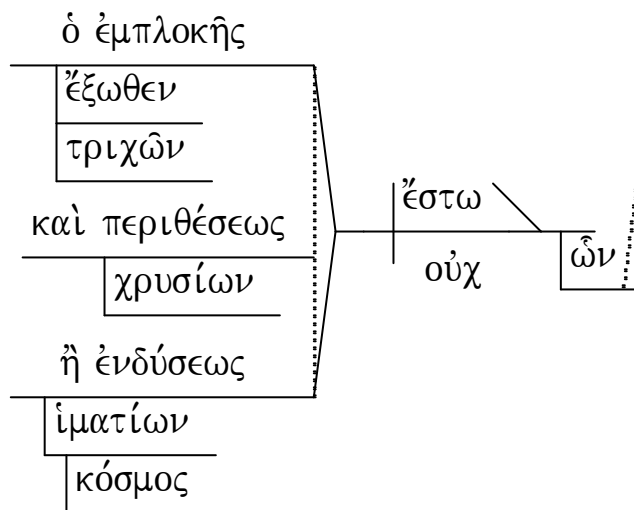 ὁ ἐμπλοκῆς
ἔξωθεν
τριχῶν
καὶ περιθέσεως
χρυσίων
ἢ ἐνδύσεως
ἱματίων
κόσμος
ἔστω
οὐχ
ὧν